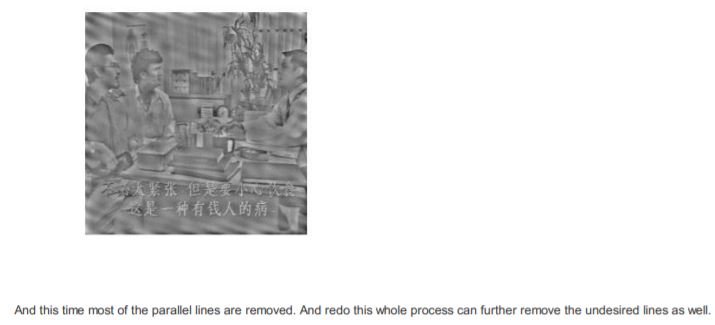 不必太紧张 但是要小心饮食
这是一种有钱人的病
And this time most of the parallel lines are removed. And redo this whole process can further remove the undesired lines as well.